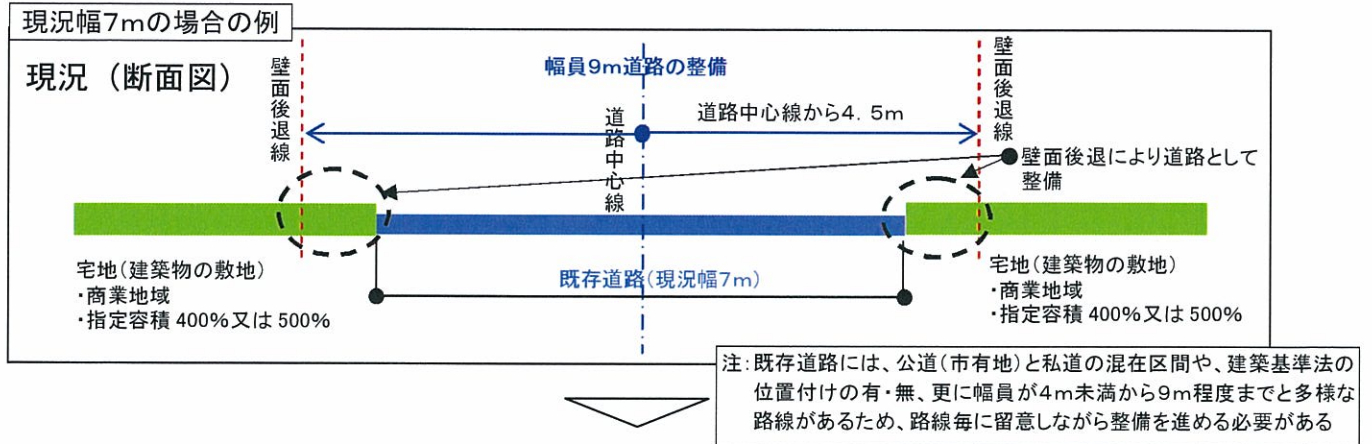 現況幅7mの場合の例
現況（断面図）
壁面後退線
幅員9m道路の整備
道路中心線
道路中心線から4．5m
壁面後退線
壁面後退により道路として
整備
宅地（建築物の敷地）
・商業地域
・指定容積 400%又は 500%
既存道路（現況幅7m）
宅地（建築物の敷地）
・商業地域
・指定容積 400%又は 500%
注：既存道路には、公道（市有地）と私道の混在区間や、建築基準法の
位置付けの有・無、更に幅員が4m未満から9m程度までと多様な
路線があるため、路線毎に留意しながら整備を進める必要がある